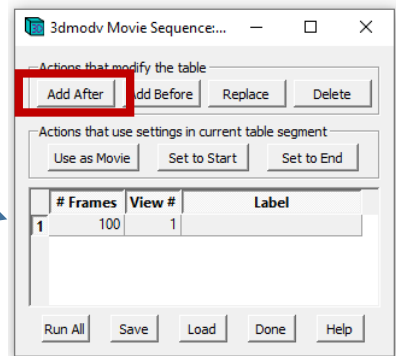 3dmodv Movie Sequence:...
Actions that modify the table
Add After Add Before Replace Delete
Actions that use settings in current table segment
Use as Movie Set to Start Set to End
# Frames View # Label
1 100 1
Run All Save Load Done Help